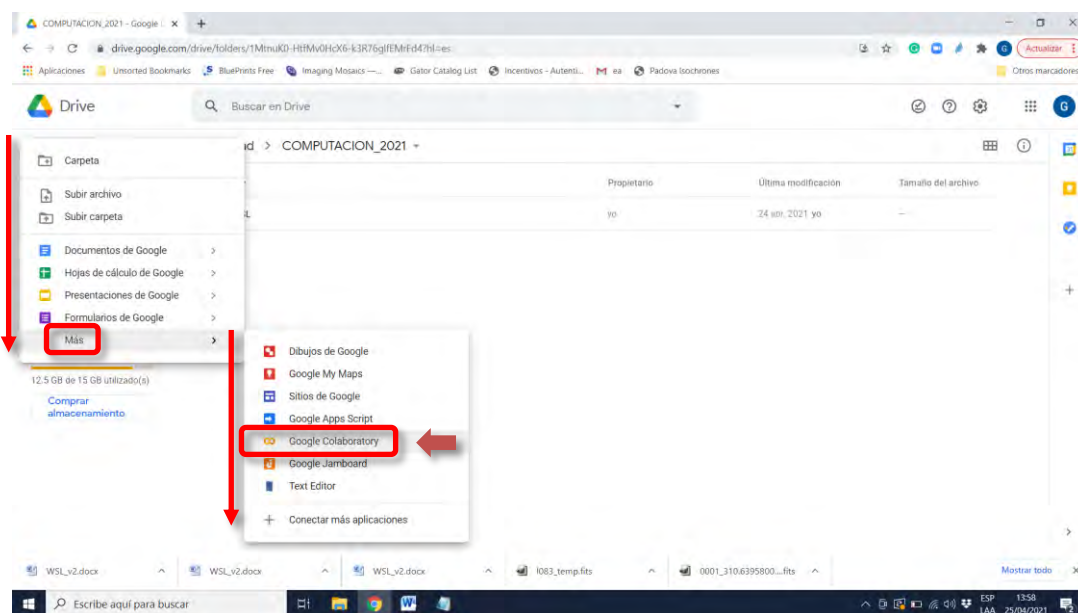 COMPUTACION_2021 - Google
drive.google.com/drive/folders/
Actualizar
Aplicaciones Unsorted Bookmarks BluePrints Free Imaging Mosaics —... Gator Catalog List Incentivos - Autenti... ea Padova Isochrones Otros marcadores
Drive
Buscar en Drive
G
COMPUTACION_2021
Carpeta
Subir archivo
Subir carpeta
Documentos de Google
Hojas de cálculo de Google
Presentaciones de Google
Formularios de Google
Más
Propietario Última modificación Tamaño del archivo
yo 24 abr. 2021 yo —
Dibujos de Google
Google My Maps
Sitios de Google
Google Apps Script
Google Colaboratory
Google Jamboard
Text Editor
Conectar más aplicaciones
12.5 GB de 15 GB utilizado(s)
Comprar
almacenamiento
WSL_v2.docx WSL_v2.docx WSL_v2.docx l083_temp.fits 0001_310.6395800....fits Mostrar todo
Escribe aquí para buscar
ESP 13:58
LAA 25/04/2021